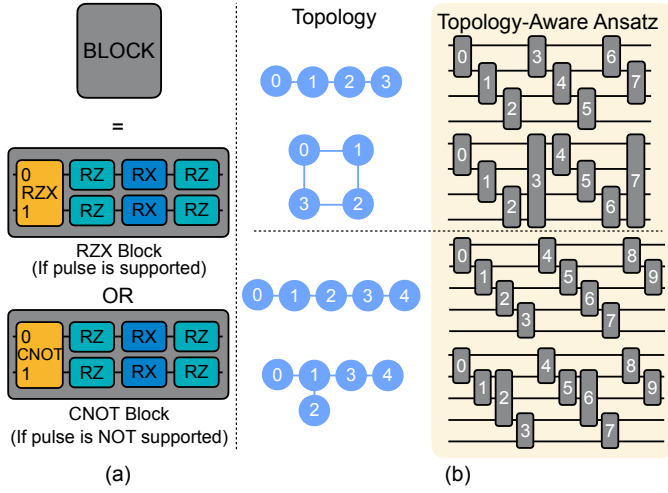 BLOCK
=
0
RZX
1
RZ RX RZ
RZ RX RZ
RZX Block
(If pulse is supported)
OR
0
CNOT
1
RZ RX RZ
RZ RX RZ
CNOT Block
(If pulse is NOT supported)
(a)
Topology
0 1 2 3
0 1
3 2
0 1 2 3 4
0 1 3 4
2
Topology-Aware Ansatz
0 3 6
1 4 7
2 5
0 4
1 3 5 7
2 6
0 4 8
1 5 9
2 6
3 7
0 4 8
1 2 5 6 9
3 7
(b)